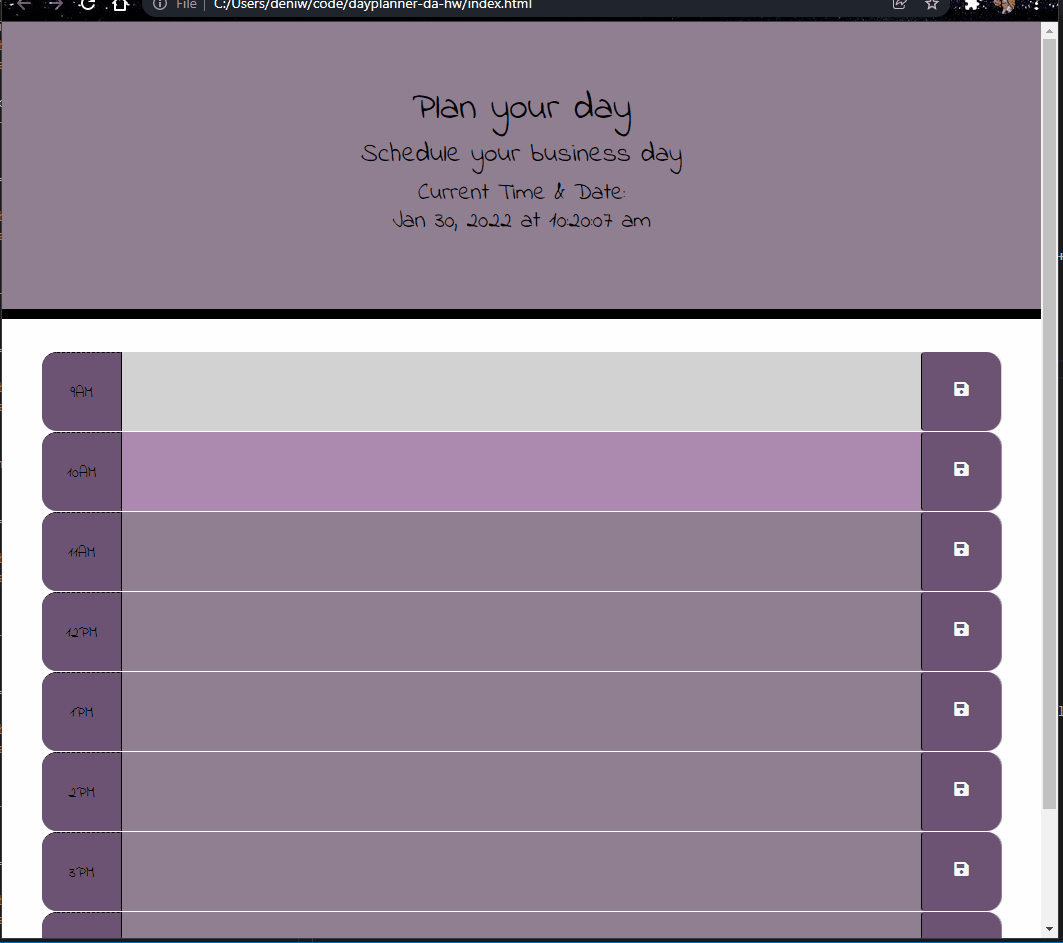 File | C:/Users/deniw/code/dayplanner-da-hw/index.html
Plan your day
Schedule your business day
Current Time & Date:
Jan 30, 2022 at 10:20:07 am
9AM
10AM
11AM
12PM
1PM
2PM
3PM